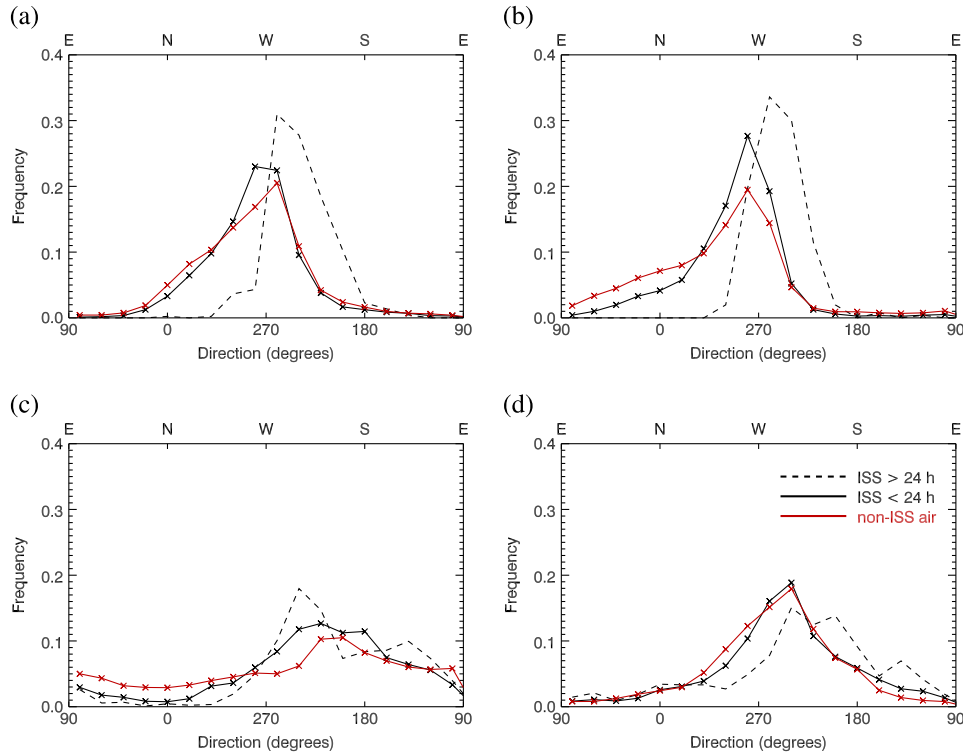 (a)
E N W S E
0.4
0.3
0.2
0.1
0.0
Frequency
90 0 270 180 90
Direction (degrees)
(b)
E N W S E
0.4
0.3
0.2
0.1
0.0
Frequency
90 0 270 180 90
Direction (degrees)
(c)
E N W S E
0.4
0.3
0.2
0.1
0.0
Frequency
90 0 270 180 90
Direction (degrees)
(d)
E N W S E
0.4
0.3
0.2
0.1
0.0
Frequency
ISS > 24 h
ISS < 24 h
non-ISS air
90 0 270 180 90
Direction (degrees)